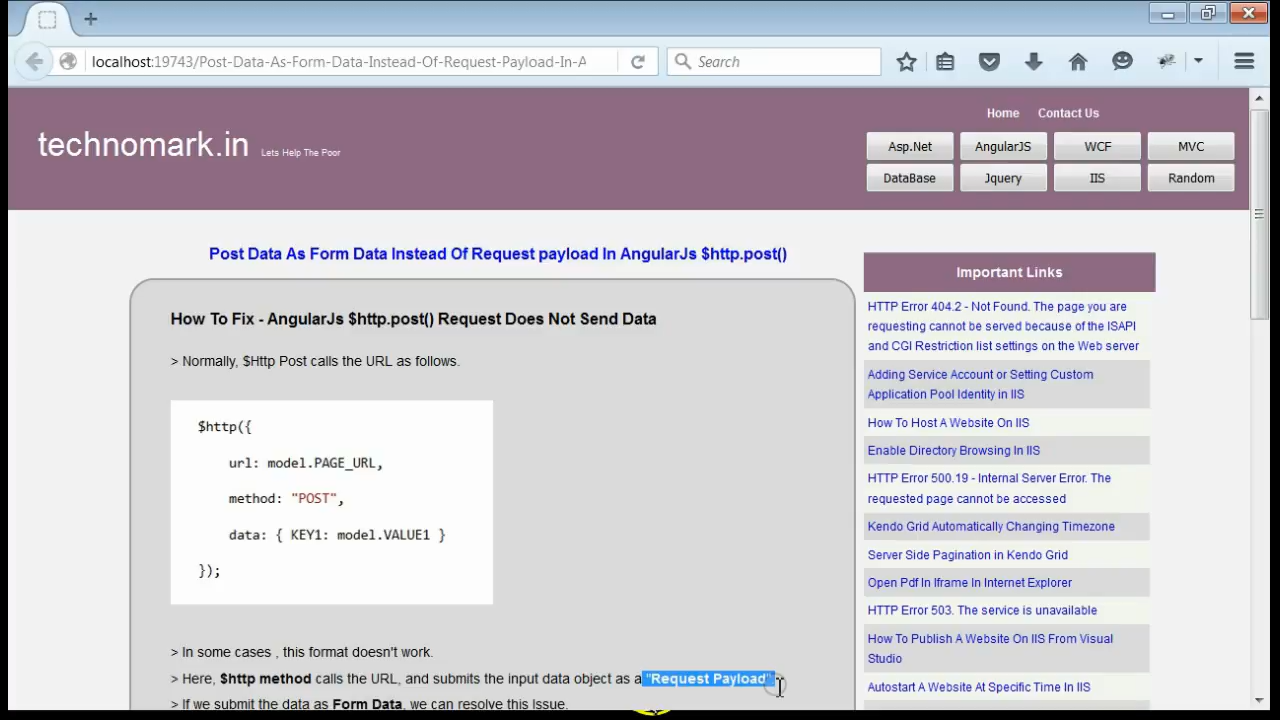 localhost:19743/Post-Data-As-Form-Data-Instead-Of-Request-Payload-In-A
Search
Home Contact Us
technomark.in Lets Help The Poor
Asp.Net AngularJS WCF MVC
DataBase Jquery IIS Random
Post Data As Form Data Instead Of Request payload In AngularJs $http.post()
How To Fix - AngularJs $http.post() Request Does Not Send Data
> Normally, $Http Post calls the URL as follows.
$http({
url: model.PAGE_URL,
method: "POST",
data: { KEY1: model.VALUE1 }
});
> In some cases , this format doesn't work.
> Here, $http method calls the URL, and submits the input data object as a "Request Payload"
> If we submit the data as Form Data, we can resolve this Issue.
Important Links
HTTP Error 404.2 - Not Found. The page you are
requesting cannot be served because of the ISAPI
and CGI Restriction list settings on the Web server
Adding Service Account or Setting Custom
Application Pool Identity in IIS
How To Host A Website On IIS
Enable Directory Browsing In IIS
HTTP Error 500.19 - Internal Server Error. The
requested page cannot be accessed
Kendo Grid Automatically Changing Timezone
Server Side Pagination in Kendo Grid
Open Pdf In Iframe In Internet Explorer
HTTP Error 503. The service is unavailable
How To Publish A Website On IIS From Visual
Studio
Autostart A Website At Specific Time In IIS